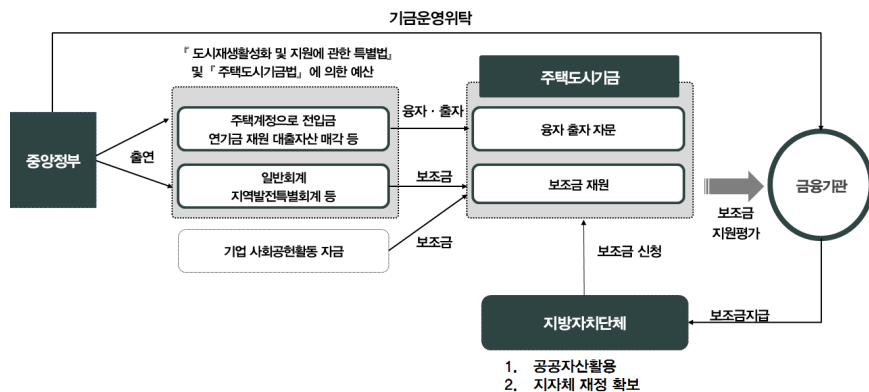 기금운영위탁
『 도시재생활성화 및 지원에 관한 특별법』
및 『 주택도시기금법』 에 의한 예산
주택도시기금
중앙정부
출연
주택계정으로 전입금
연기금 재원 대출자산 매각 등
융자 · 출자
융자 출자 자문
일반회계
지역발전특별회계 등
보조금
보조금 재원
보조금
지원평가
금융기관
기업 사회공헌활동 자금
보조금
보조금 신청
지방자치단체
보조금지급
1. 공공자산활용
2. 지자체 재정 확보